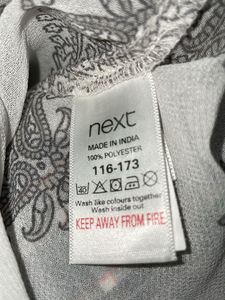 next
MADE IN INDIA
100% POLYESTER
116-173
Wash like colours together
Wash inside out
KEEP AWAY FROM FIRE